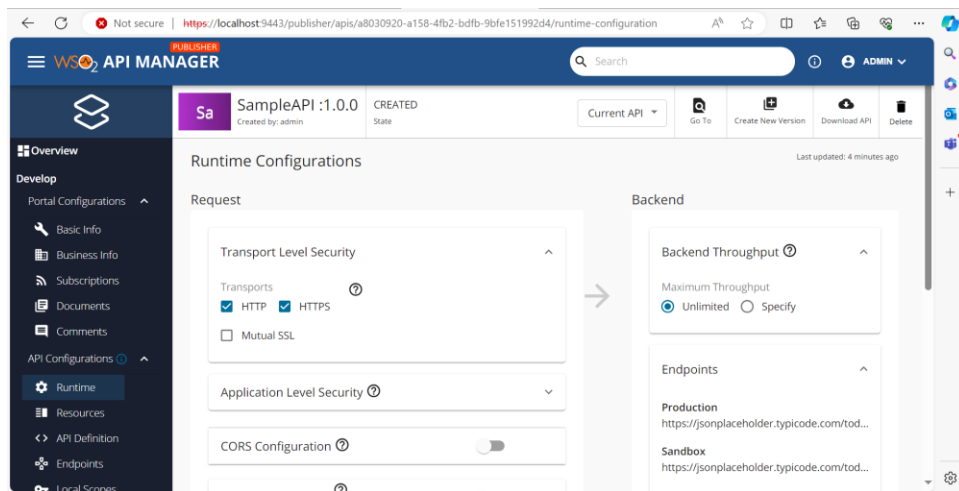 Not secure https://localhost:9443/publisher/apis/a8030920-a158-4fb2-bdfb-9bfe151992d4/runtime-configuration
PUBLISHER
WSO2 API MANAGER
Search
ADMIN
Sa
SampleAPI :1.0.0
Created by: admin
CREATED
State
Current API
Go To
Create New Version
Download API
Delete
Overview
Develop
Portal Configurations
Basic Info
Business Info
Subscriptions
Documents
Comments
API Configurations
Runtime
Resources
API Definition
Endpoints
Local Scopes
Runtime Configurations
Last updated: 4 minutes ago
Request
Transport Level Security
Transports
HTTP HTTPS
Mutual SSL
Application Level Security
CORS Configuration
Backend
Backend Throughput
Maximum Throughput
Unlimited Specify
Endpoints
Production
https://jsonplaceholder.typicode.com/tod...
Sandbox
https://jsonplaceholder.typicode.com/tod...